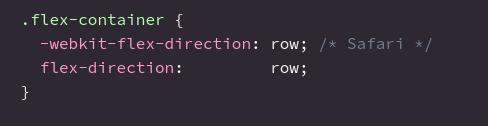 .flex-container {
  -webkit-flex-direction: row; /* Safari */
  flex-direction:         row;
}